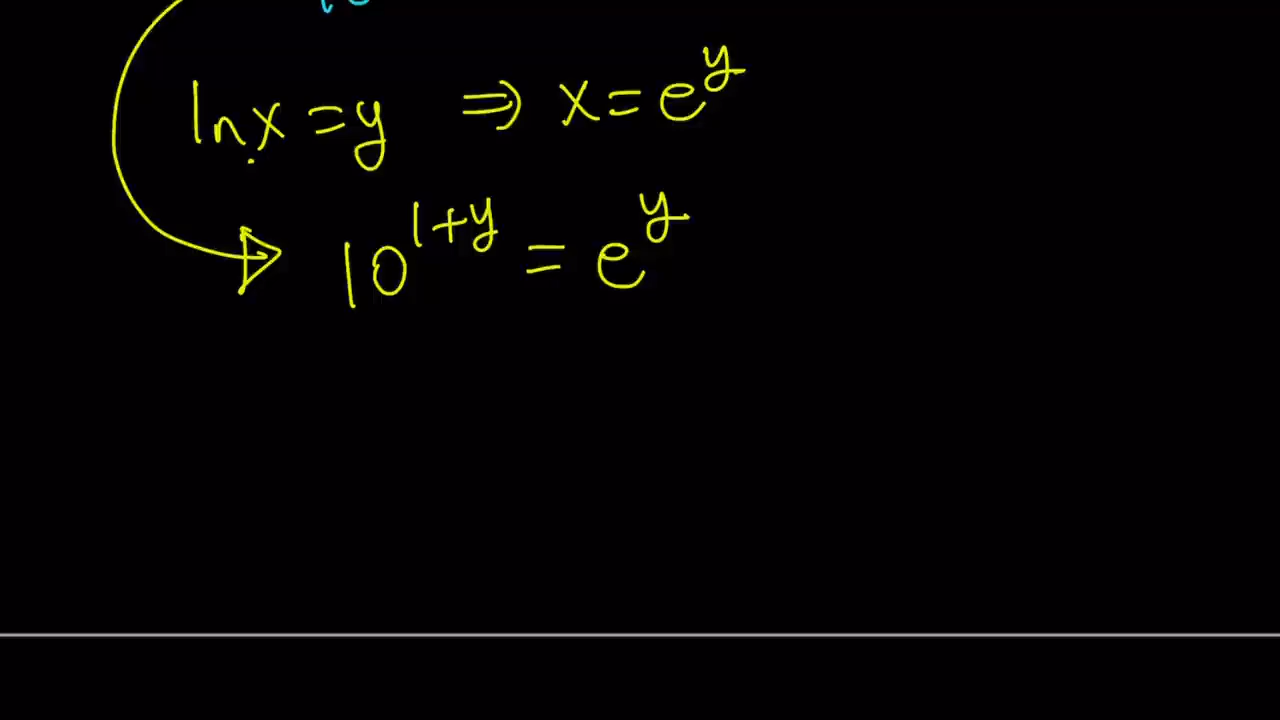 ln x = y ⇒ x = e^y
10^(1+y) = e^y